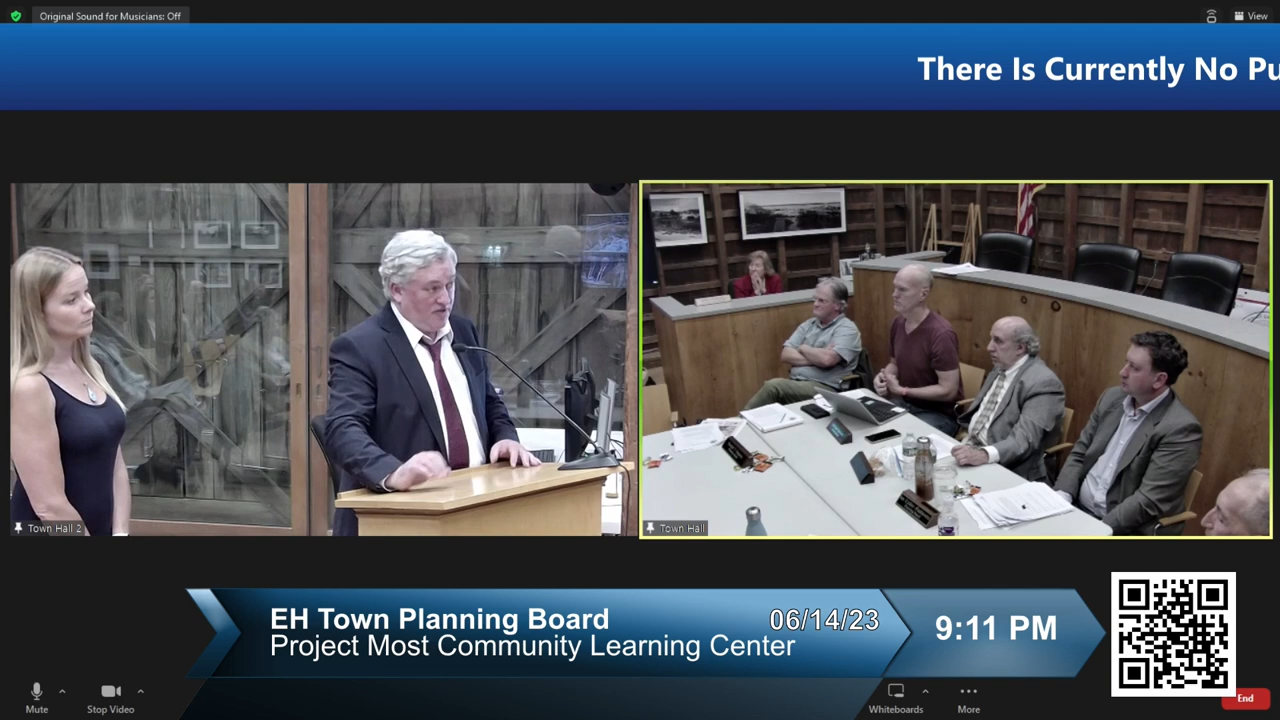 Original Sound for Musicians: Off
View
There Is Currently No Pu
Town Hall 2
Town Hall
EH Town Planning Board
06/14/23
Project Most Community Learning Center
9:11 PM
Mute
Stop Video
Whiteboards
More
End